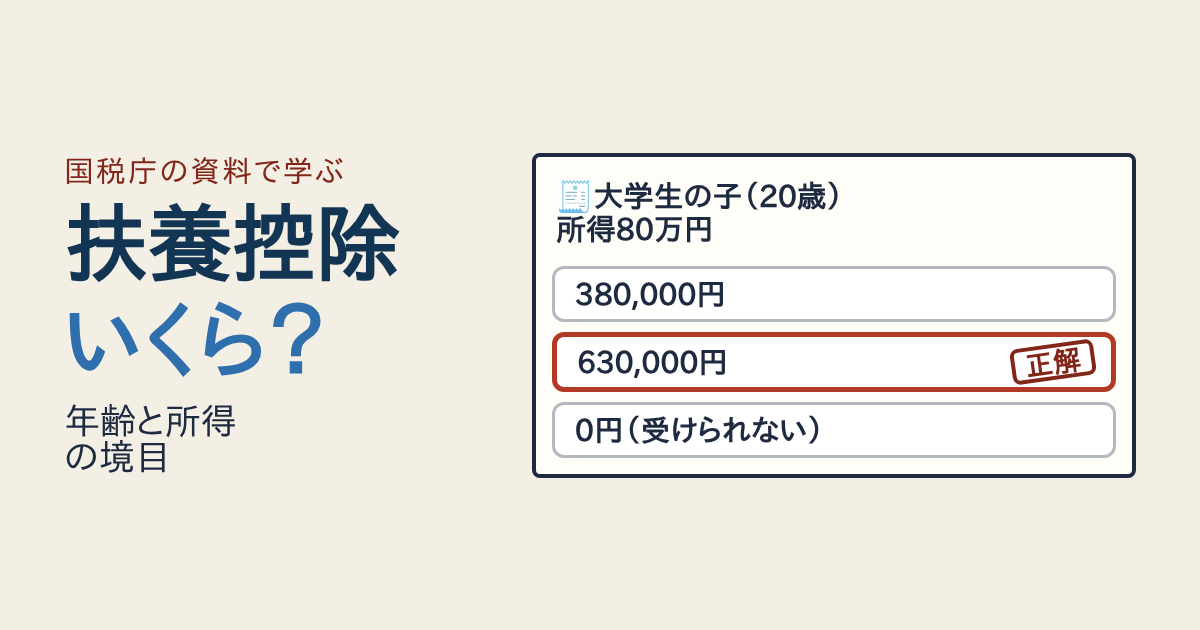 国税庁の資料で学ぶ
扶養控除
いくら？
年齢と所得
の境目
🧾大学生の子（20歳）
所得80万円
380,000円
630,000円
正解
0円（受けられない）